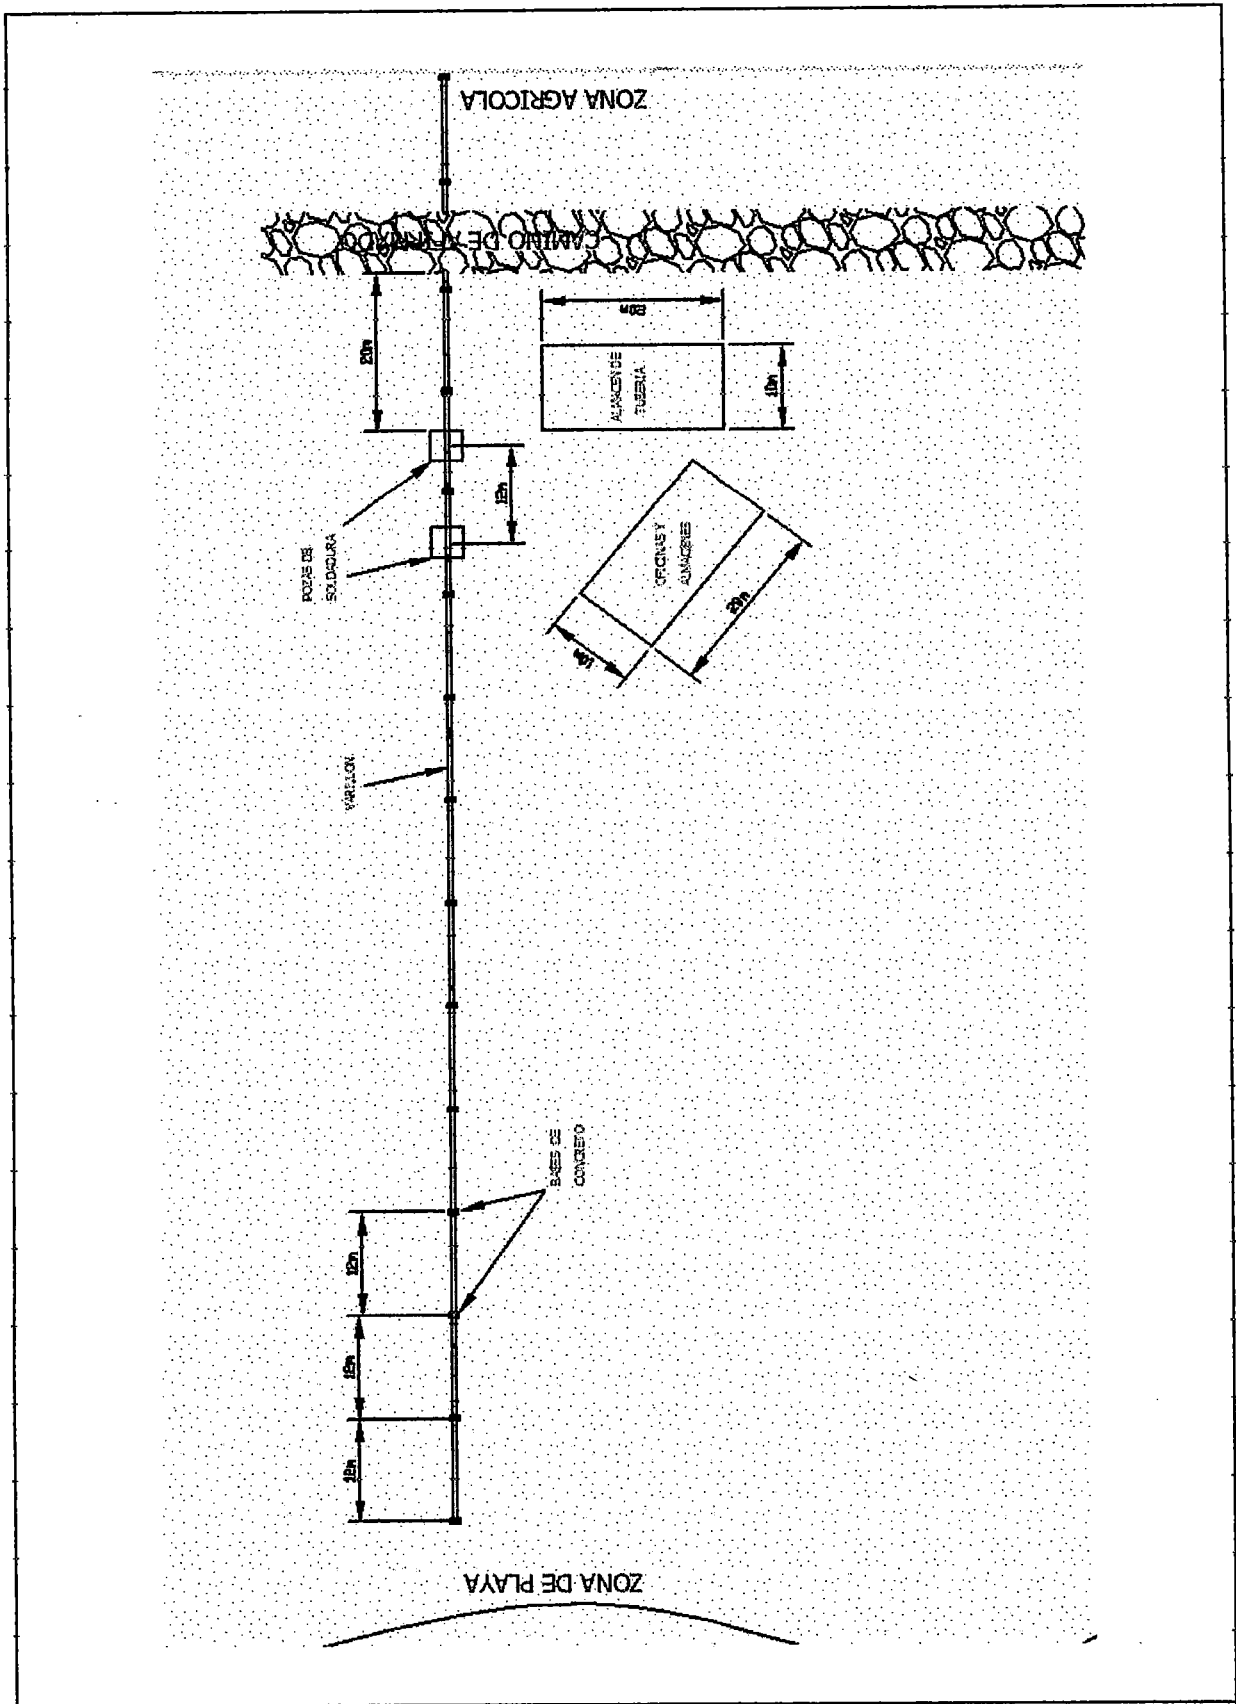 ZONA AGRICOLA
CAMINO DE
20m
ALMACEN DE
TUBERIA
10m
12m
POZAS DE
SOLDADURA
OFICINAS Y
ALMACENES
20m
10m
VARILLON
BASES DE
CONCRETO
12m
12m
12m
ZONA DE PLAYA